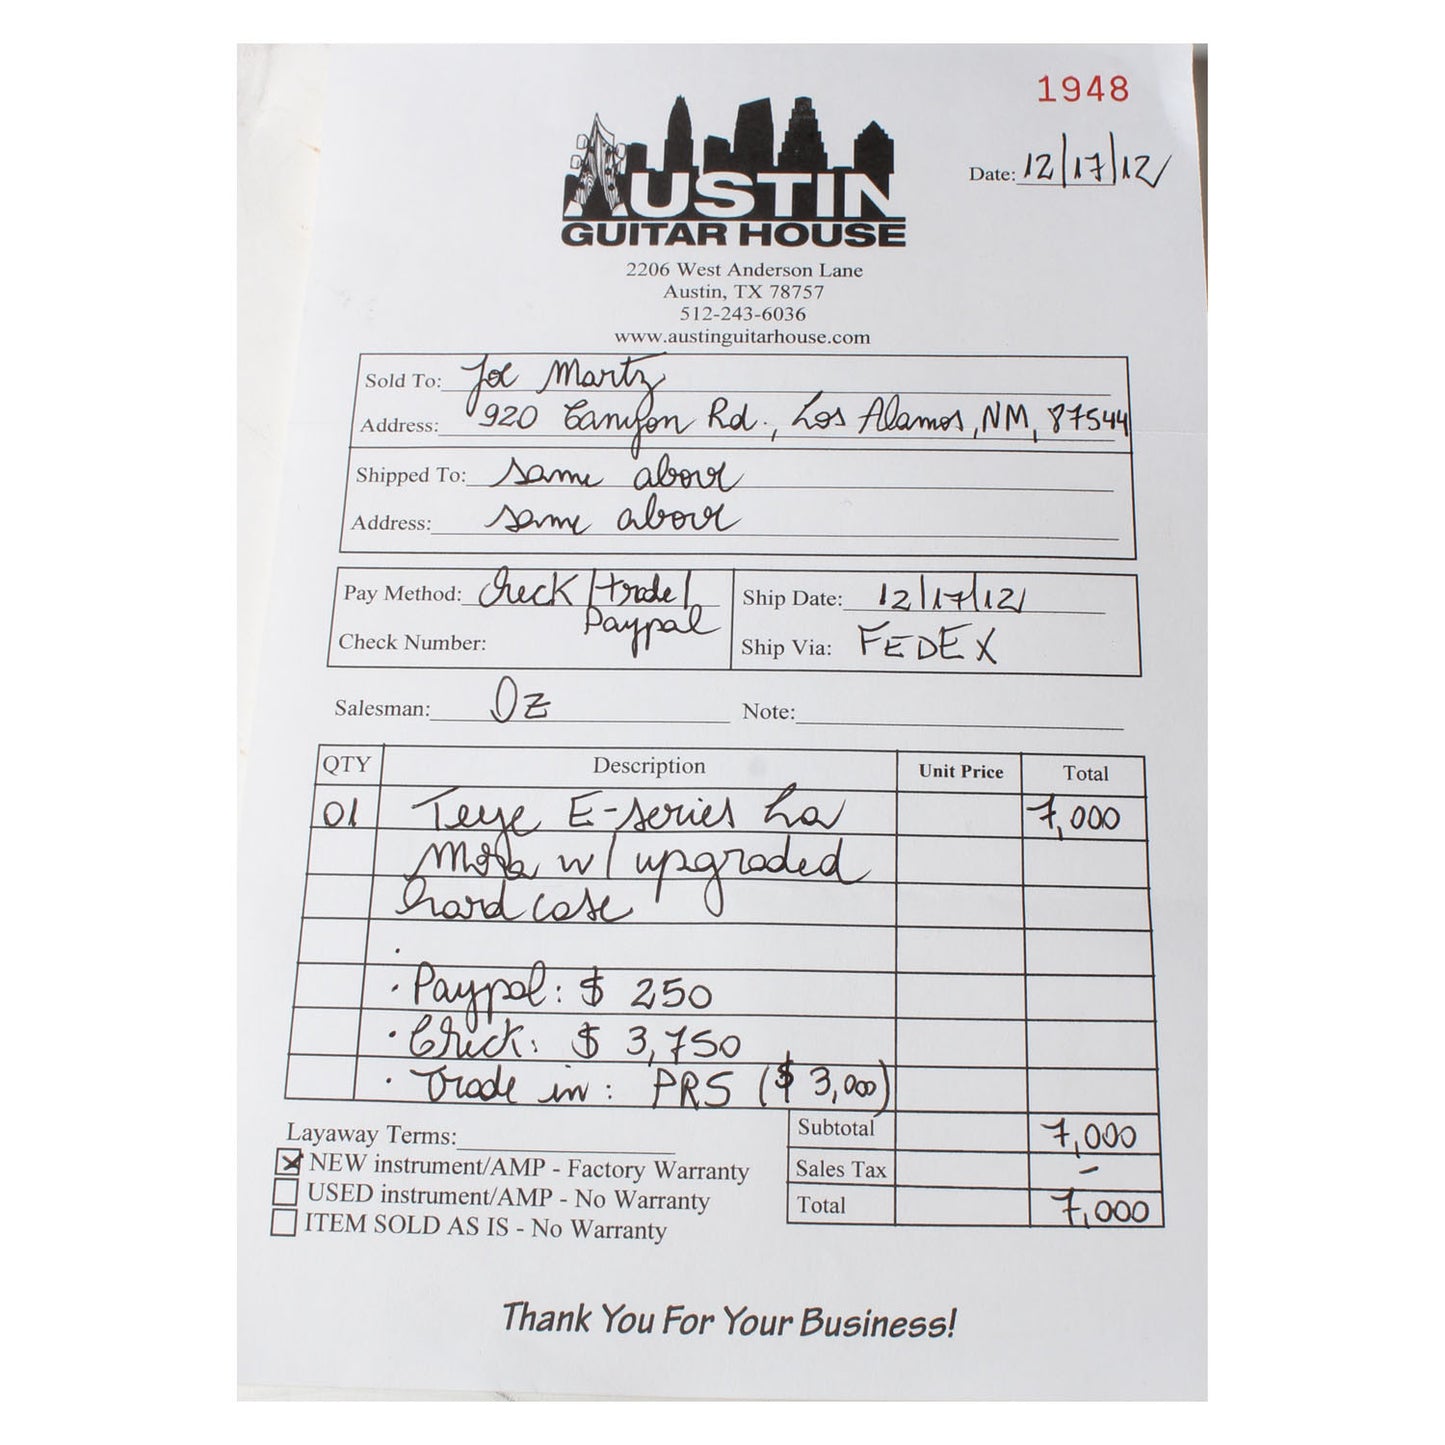 1948
AUSTIN
GUITAR HOUSE
Date: 12/17/12
2206 West Anderson Lane
Austin, TX 78757
512-243-6036
www.austinguitarhouse.com
Sold To: Joe Martz
Address: 920 Canyon Rd., Los Alamos, NM, 87544
Shipped To: same above
Address: same above
Pay Method: Check/trade/
Paypal
Check Number:
Ship Date: 12/17/12
Ship Via: FEDEX
Salesman: Oz
Note:
QTY Description Unit Price Total
01 Teye E-series La 7,000
Mora w/ upgraded
hard case
· Paypal: $ 250
· Check: $ 3,750
· Trade in: PRS ($ 3,000)
Subtotal 7,000
Sales Tax -
Total 7,000
Layaway Terms:
NEW instrument/AMP - Factory Warranty
USED instrument/AMP - No Warranty
ITEM SOLD AS IS - No Warranty
Thank You For Your Business!